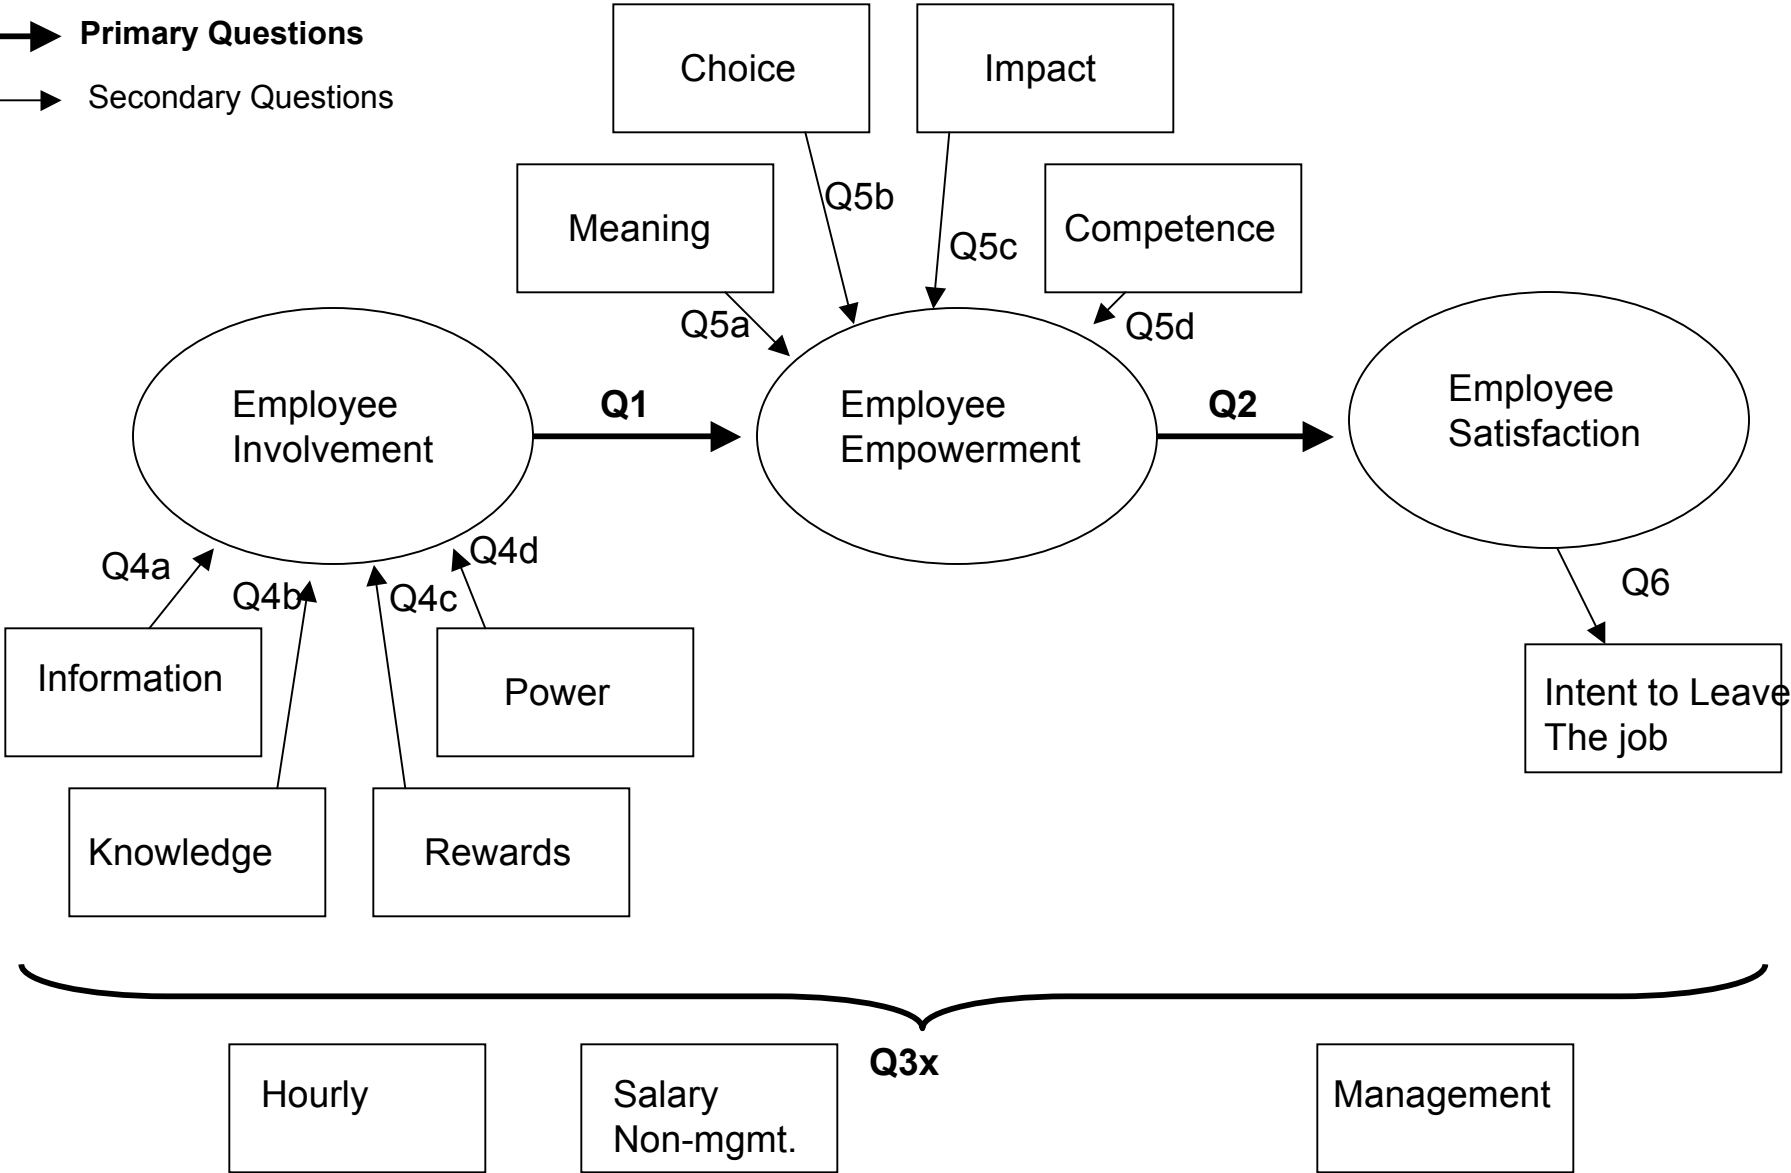 Primary Questions
Secondary Questions
Choice
Impact
Meaning
Q5b
Q5c
Competence
Q5a
Q5d
Employee
Involvement
Q1
Employee
Empowerment
Q2
Employee
Satisfaction
Q4a
Q4b
Q4c
Q4d
Q6
Information
Power
Intent to Leave
The job
Knowledge
Rewards
Q3x
Hourly
Salary
Non-mgmt.
Management